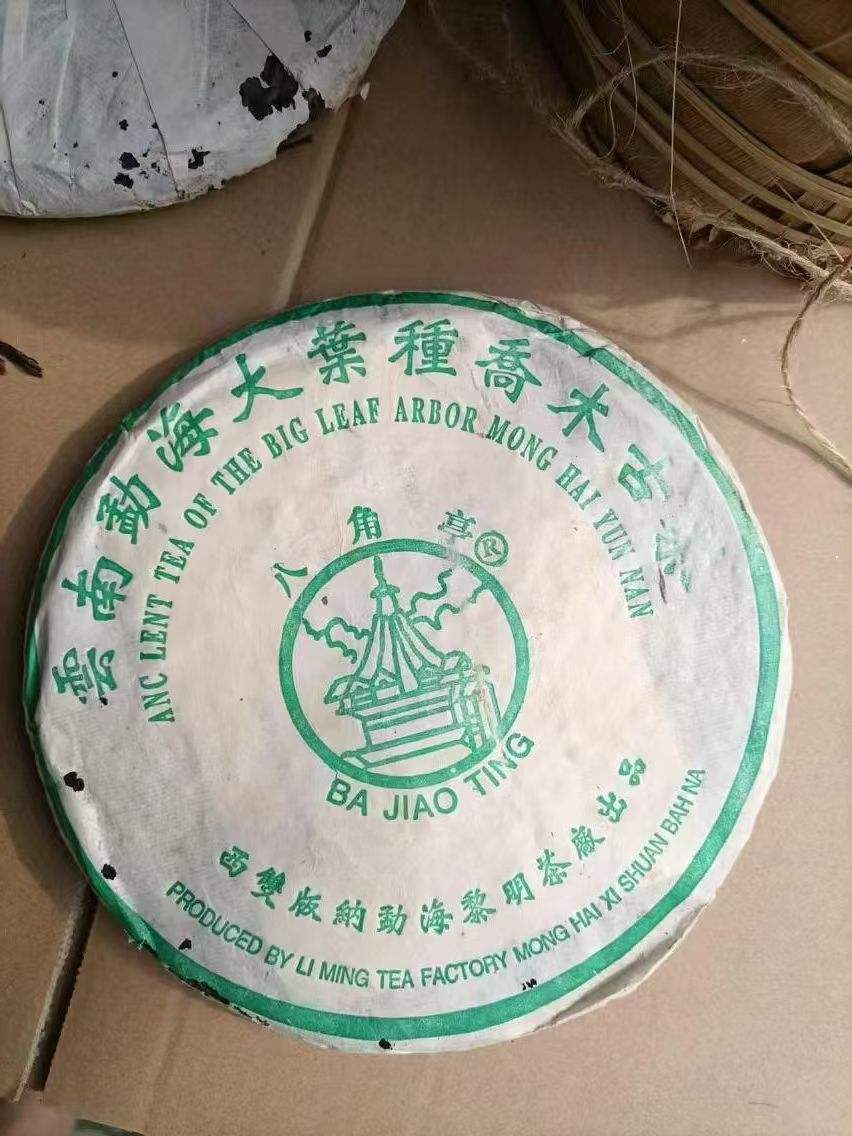 雲南勐海大葉種喬木古茶
ANC LENT TEA OF THE BIG LEAF ARBOR MONG HAI YUN NAN
八角亭®
BA JIAO TING
西雙版納勐海黎明茶廠出品
PRODUCED BY LI MING TEA FACTORY MONG HAI XI SHUAN BAH NA